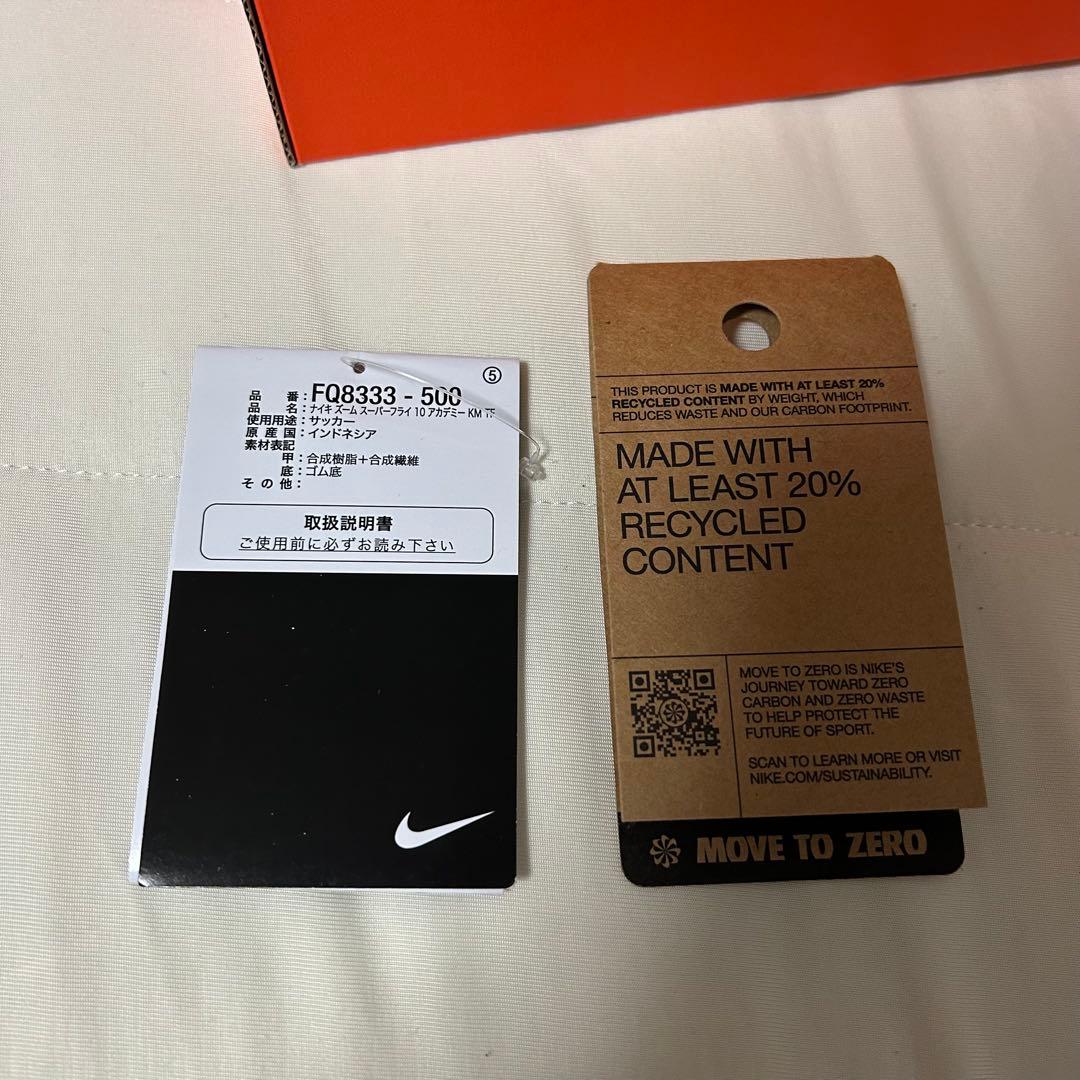 ⑤
品 番：FQ8333 - 500
品 名：ナイキ ズーム スーパーフライ 10 アカデミー KM TF
使用用途：サッカー
原 産 国：インドネシア
素材表記
甲：合成樹脂＋合成繊維
底：ゴム底
そ の 他：
取扱説明書
ご使用前に必ずお読み下さい
THIS PRODUCT IS MADE WITH AT LEAST 20%
RECYCLED CONTENT BY WEIGHT, WHICH
REDUCES WASTE AND OUR CARBON FOOTPRINT.
MADE WITH
AT LEAST 20%
RECYCLED
CONTENT
MOVE TO ZERO IS NIKE'S
JOURNEY TOWARD ZERO
CARBON AND ZERO WASTE
TO HELP PROTECT THE
FUTURE OF SPORT.
SCAN TO LEARN MORE OR VISIT
NIKE.COM/SUSTAINABILITY.
MOVE TO ZERO